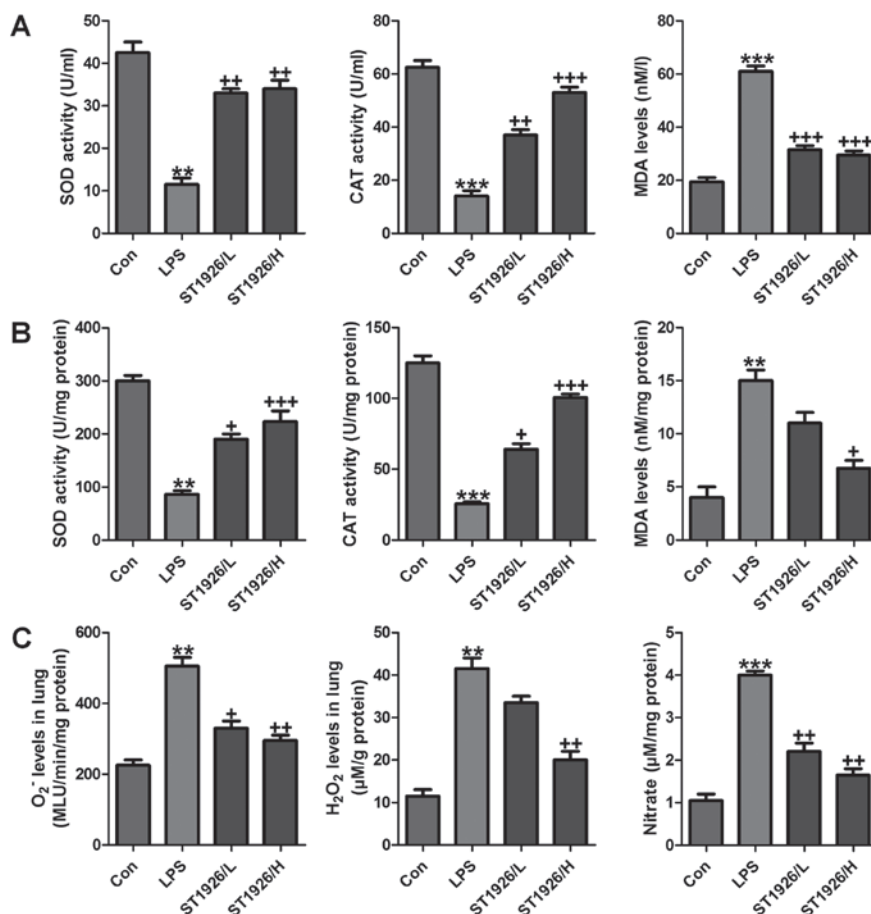 A
SOD activity (U/ml)
50
40
30
20
10
0
**
++
++
Con
LPS
ST1926/L
ST1926/H
CAT activity (U/ml)
80
60
40
20
0
***
++
+++
Con
LPS
ST1926/L
ST1926/H
MDA levels (nM/l)
80
60
40
20
0
***
+++
+++
Con
LPS
ST1926/L
ST1926/H
B
SOD activity (U/mg protein)
400
300
200
100
0
**
+
+++
Con
LPS
ST1926/L
ST1926/H
CAT activity (U/mg protein)
150
100
50
0
***
+
+++
Con
LPS
ST1926/L
ST1926/H
MDA levels (nM/mg protein)
20
15
10
5
0
**
+
Con
LPS
ST1926/L
ST1926/H
C
O₂⁻ levels in lung
(MLU/min/mg protein)
600
400
200
0
**
+
++
Con
LPS
ST1926/L
ST1926/H
H₂O₂ levels in lung
(µM/g protein)
50
40
30
20
10
0
**
++
Con
LPS
ST1926/L
ST1926/H
Nitrate (µM/mg protein)
5
4
3
2
1
0
***
++
++
Con
LPS
ST1926/L
ST1926/H